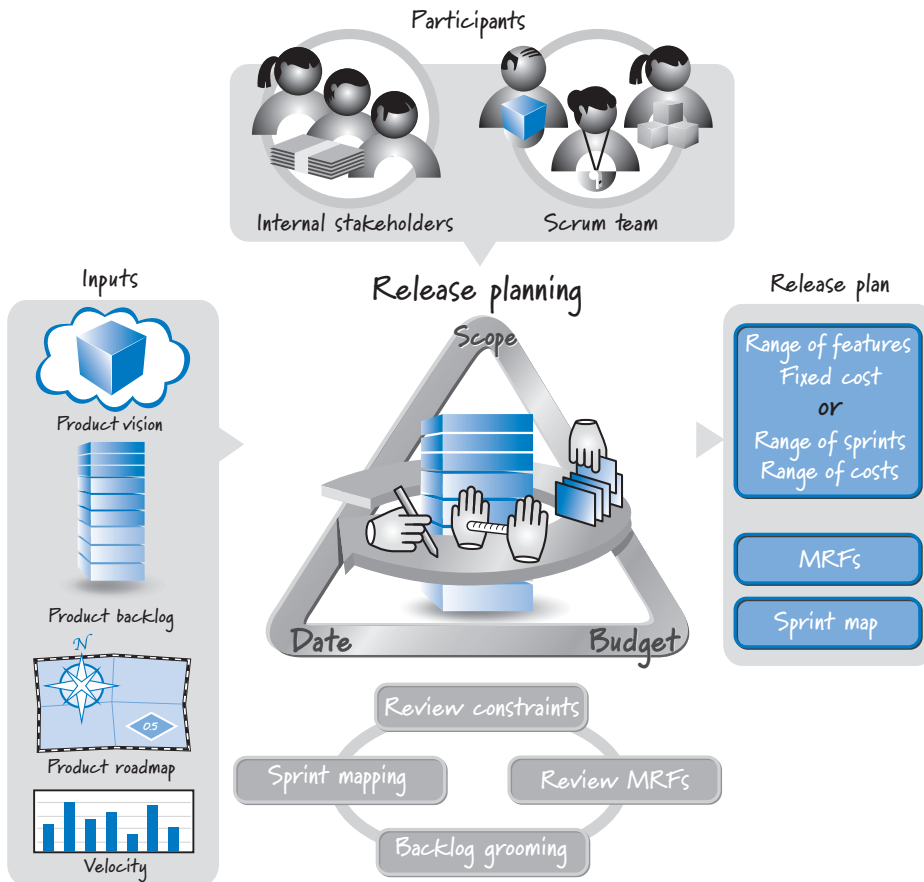 Participants
Internal stakeholders
Scrum team
Inputs
Product vision
Product backlog
N
0.5
Product roadmap
Velocity
Release planning
Scope
Date
Budget
Review constraints
Sprint mapping
Review MRFs
Backlog grooming
Release plan
Range of features
Fixed cost
or
Range of sprints
Range of costs
MRFs
Sprint map